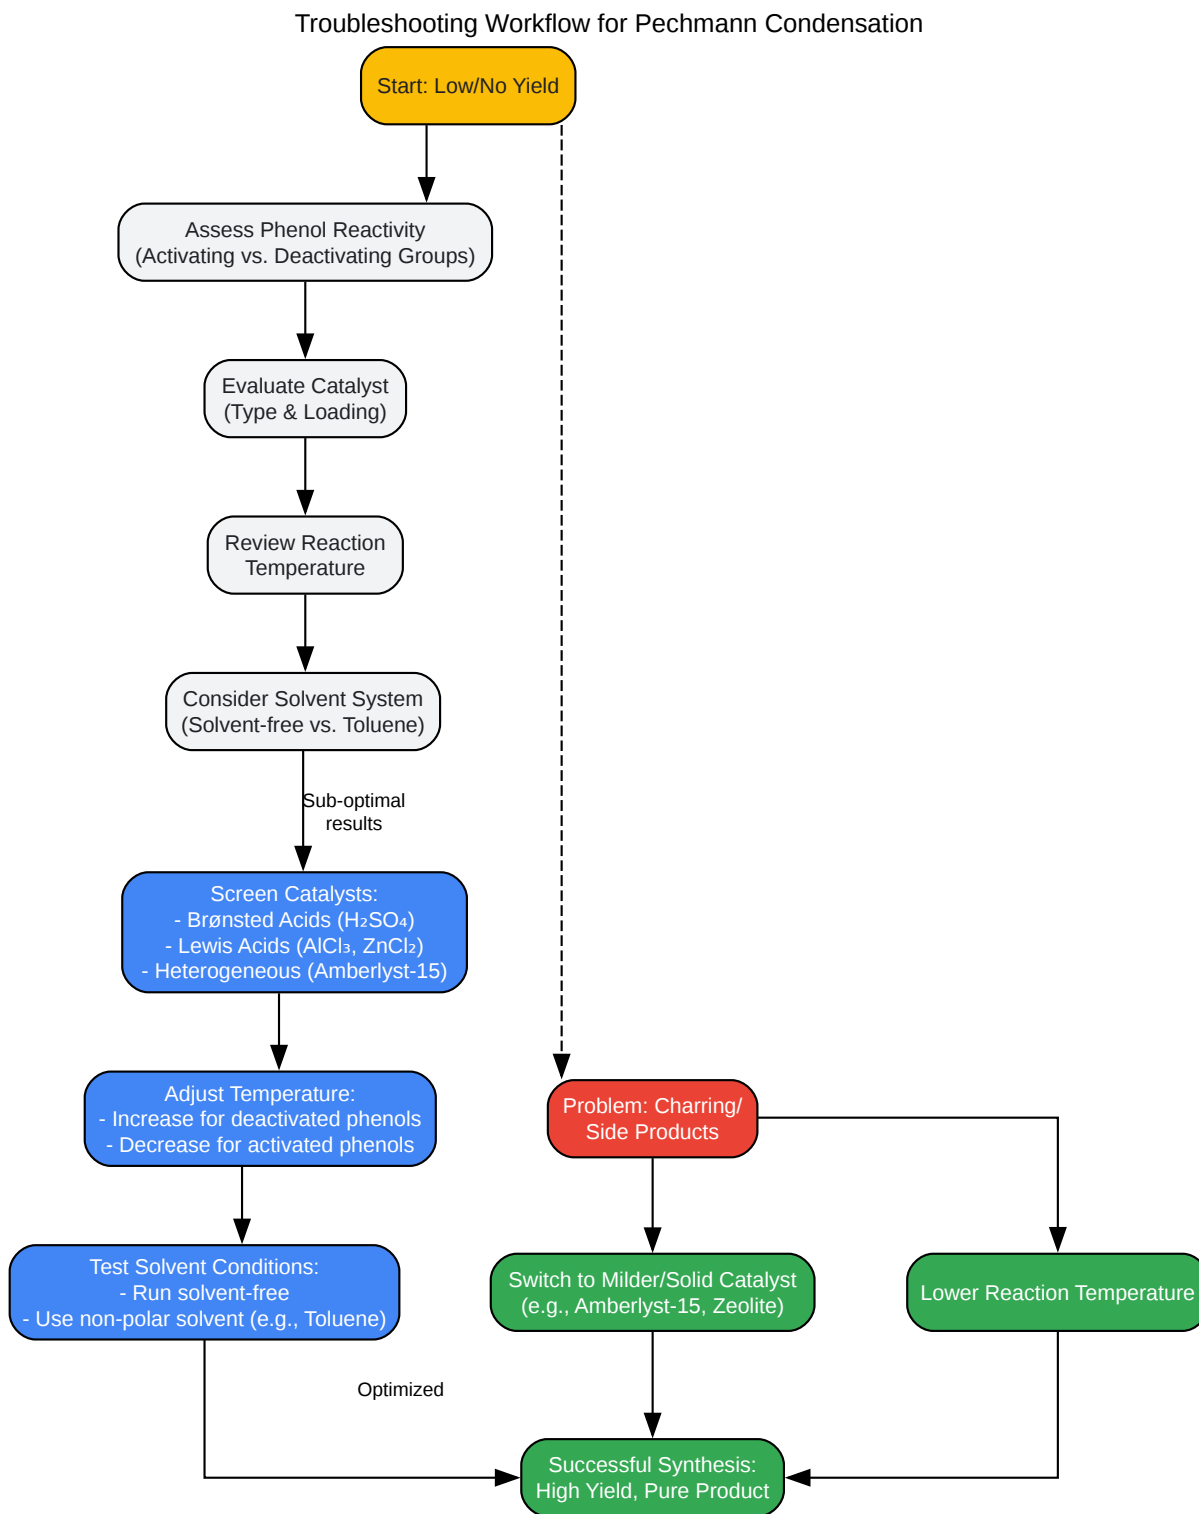 Troubleshooting Workflow for Pechmann Condensation
Start: Low/No Yield
Assess Phenol Reactivity
(Activating vs. Deactivating Groups)
Evaluate Catalyst
(Type & Loading)
Review Reaction
Temperature
Consider Solvent System
(Solvent-free vs. Toluene)
Sub-optimal
results
Screen Catalysts:
- Brønsted Acids (H₂SO₄)
- Lewis Acids (AlCl₃, ZnCl₂)
- Heterogeneous (Amberlyst-15)
Adjust Temperature:
- Increase for deactivated phenols
- Decrease for activated phenols
Problem: Charring/
Side Products
Test Solvent Conditions:
- Run solvent-free
- Use non-polar solvent (e.g., Toluene)
Switch to Milder/Solid Catalyst
(e.g., Amberlyst-15, Zeolite)
Lower Reaction Temperature
Optimized
Successful Synthesis:
High Yield, Pure Product